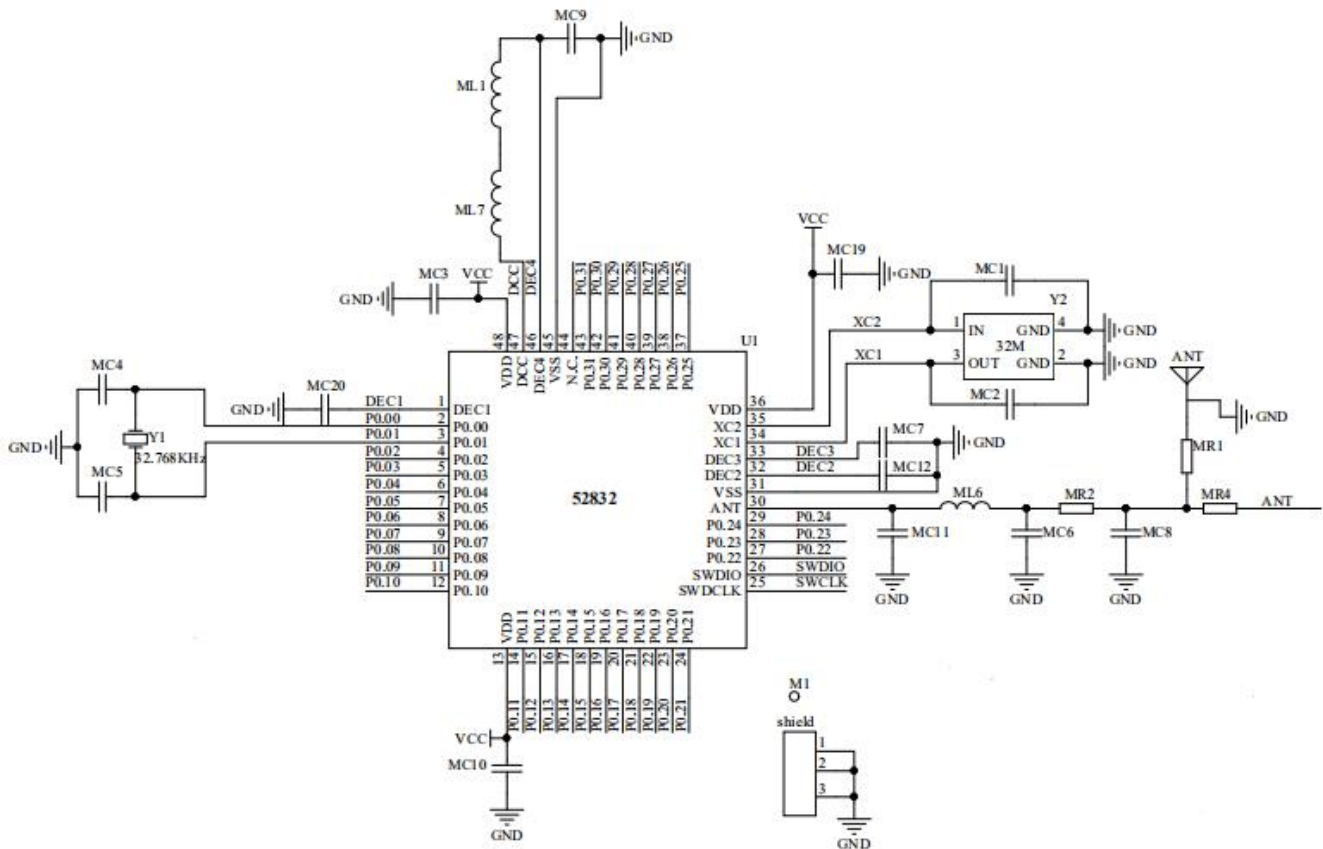 MC9
GND
ML1
ML7
VCC
MC3
VCC
DCC
DEC4
P0.31
P0.30
P0.29
P0.28
P0.27
P0.26
P0.25
MC19
GND
MC1
Y2
GND
XC2
1 IN GND 4
GND
32M
XC1
3 OUT GND 2
GND
MC2
ANT
GND
MR1
48 47 46 45 44 43 42 41 40 39 38 37
U1
VDD DCC DEC4 VSS N.C. P0.31 P0.30 P0.29 P0.28 P0.27 P0.26 P0.25
MC4
MC20
GND
GND
MC5
Y1
32.768KHz
DEC1 1 DEC1
P0.00 2 P0.00
P0.01 3 P0.01
P0.02 4 P0.02
P0.03 5 P0.03
P0.04 6 P0.04
P0.05 7 P0.05
P0.06 8 P0.06
P0.07 9 P0.07
P0.08 10 P0.08
P0.09 11 P0.09
P0.10 12 P0.10
52832
VDD 36
XC2 35
XC1 34
DEC3 33 DEC3
DEC2 32 DEC2
VSS 31
ANT 30
P0.24 29 P0.24
P0.23 28 P0.23
P0.22 27 P0.22
SWDIO 26 SWDIO
SWDCLK 25 SWCLK
MC7
GND
MC12
ML6
MR2
MR4
ANT
MC11
MC6
MC8
GND
GND
GND
VDD P0.11 P0.12 P0.13 P0.14 P0.15 P0.16 P0.17 P0.18 P0.19 P0.20 P0.21
13 14 15 16 17 18 19 20 21 22 23 24
P0.11 P0.12 P0.13 P0.14 P0.15 P0.16 P0.17 P0.18 P0.19 P0.20 P0.21
VCC
MC10
GND
M1
shield
1
2
3
GND